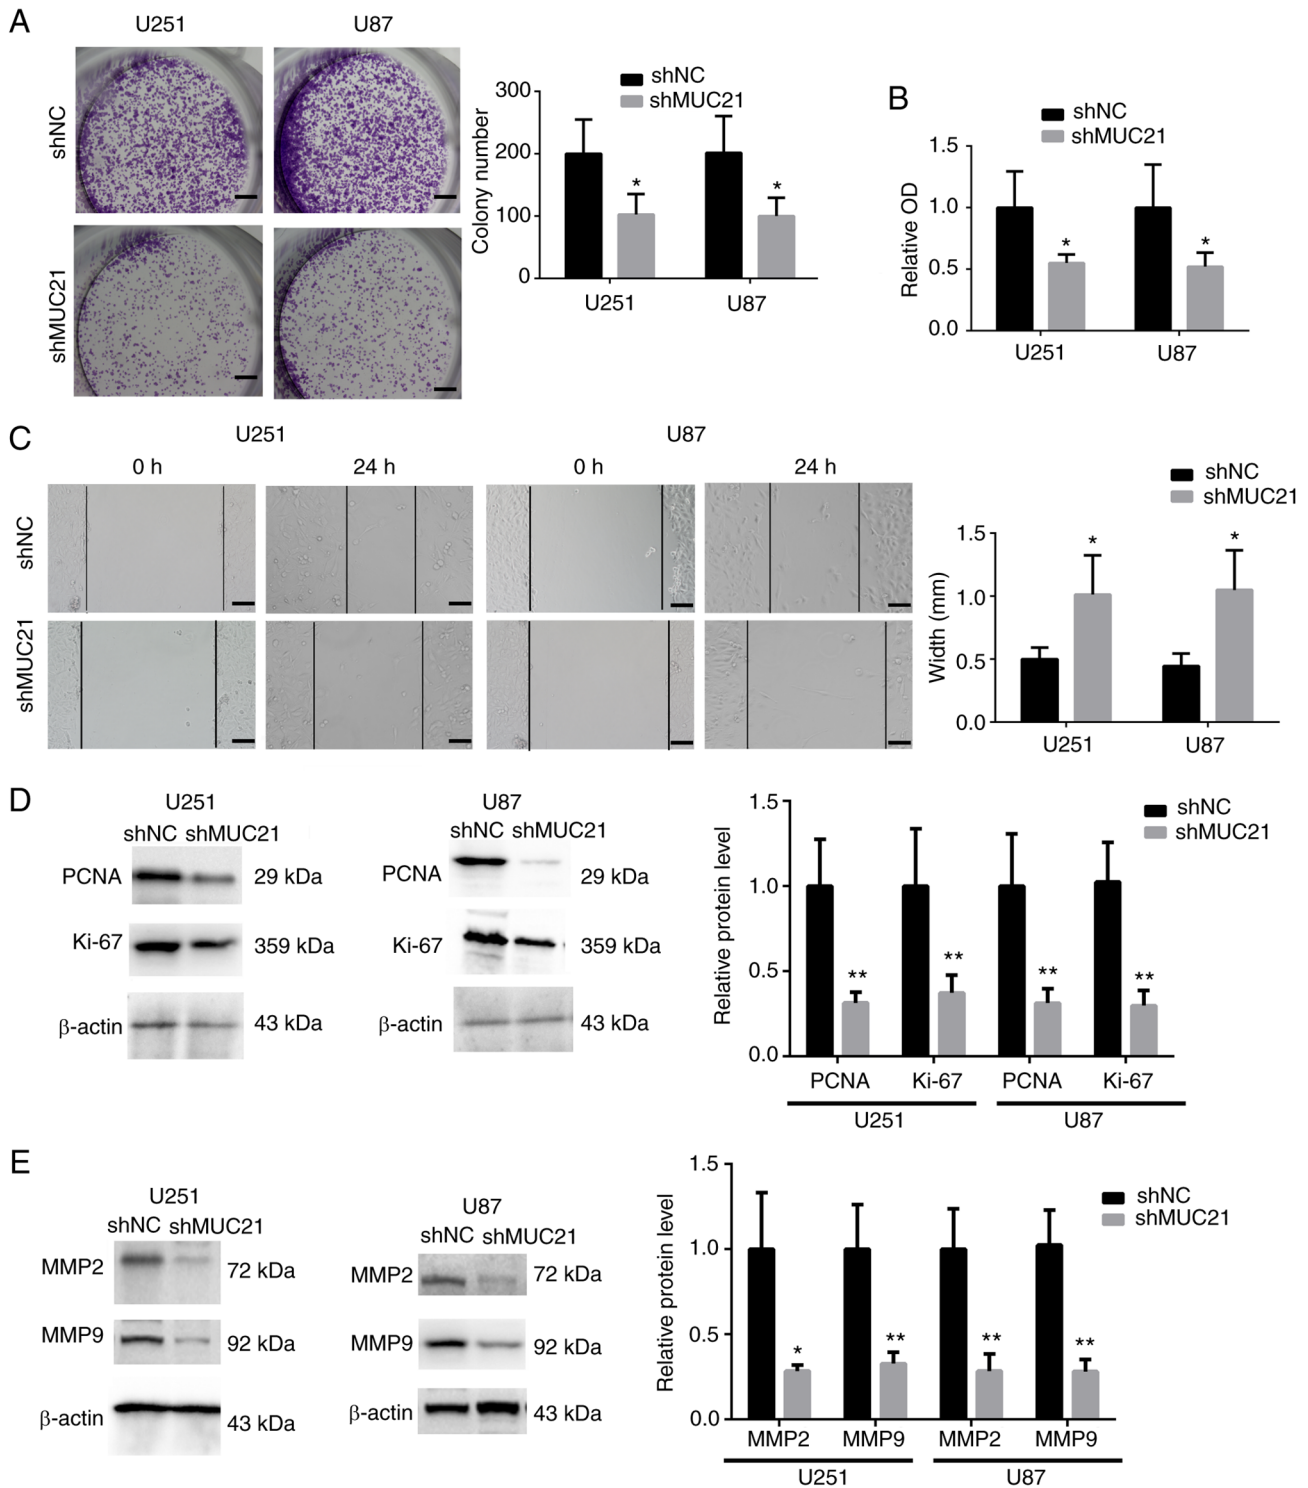 A
U251 U87
shNC
shMUC21
shNC
shMUC21
Colony number
300
200
100
0
* *
U251 U87
B
shNC
shMUC21
Relative OD
1.5
1.0
0.5
0.0
* *
U251 U87
C
U251 U87
0 h 24 h 0 h 24 h
shNC
shMUC21
shNC
shMUC21
Width (mm)
1.5
1.0
0.5
0.0
* *
U251 U87
D
U251
shNC shMUC21
PCNA 29 kDa
Ki-67 359 kDa
β-actin 43 kDa
U87
shNC shMUC21
PCNA 29 kDa
Ki-67 359 kDa
β-actin 43 kDa
shNC
shMUC21
Relative protein level
1.5
1.0
0.5
0.0
** ** ** **
PCNA Ki-67 PCNA Ki-67
U251 U87
E
U251
shNC shMUC21
MMP2 72 kDa
MMP9 92 kDa
β-actin 43 kDa
U87
shNC shMUC21
MMP2 72 kDa
MMP9 92 kDa
β-actin 43 kDa
shNC
shMUC21
Relative protein level
1.5
1.0
0.5
0.0
* ** ** **
MMP2 MMP9 MMP2 MMP9
U251 U87